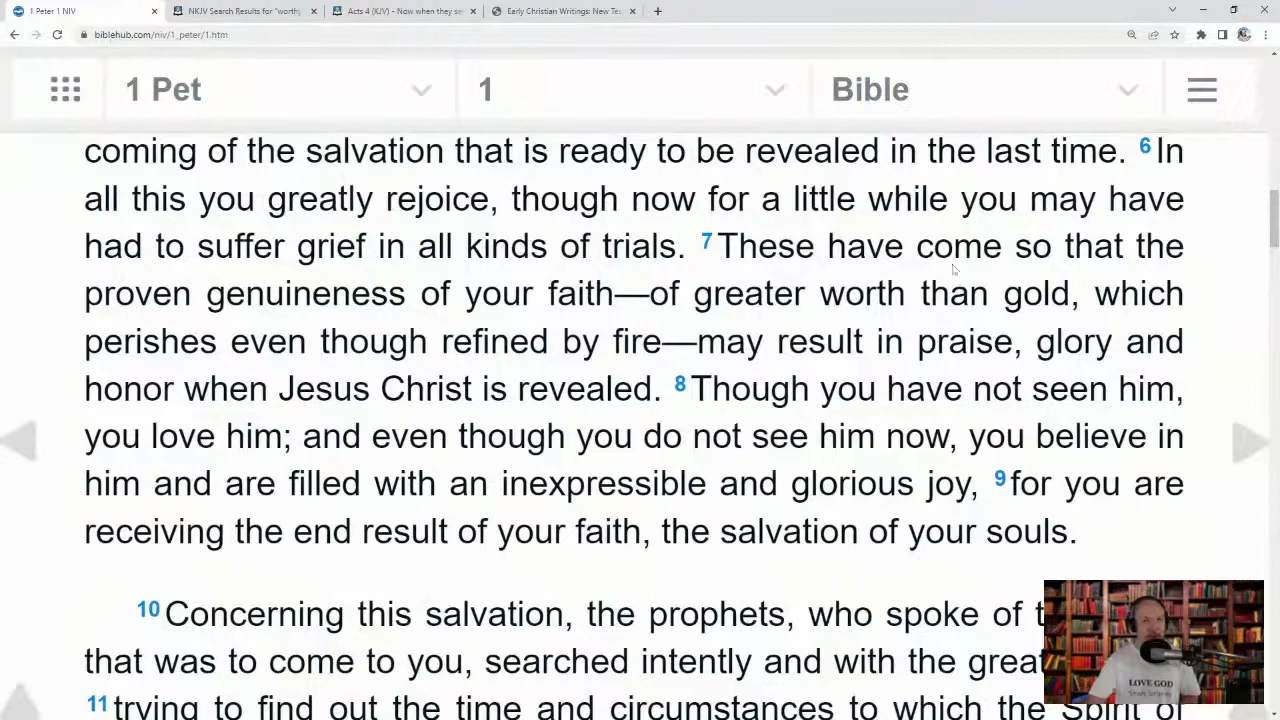 1 Peter 1 NIV
NKJV Search Results for "worthy
Acts 4 (KJV) - Now when they se
Early Christian Writings: New Tes
biblehub.com/niv/1_peter/1.htm
1 Pet
1
Bible
coming of the salvation that is ready to be revealed in the last time. 6 In
all this you greatly rejoice, though now for a little while you may have
had to suffer grief in all kinds of trials. 7 These have come so that the
proven genuineness of your faith—of greater worth than gold, which
perishes even though refined by fire—may result in praise, glory and
honor when Jesus Christ is revealed. 8 Though you have not seen him,
you love him; and even though you do not see him now, you believe in
him and are filled with an inexpressible and glorious joy, 9 for you are
receiving the end result of your faith, the salvation of your souls.
10 Concerning this salvation, the prophets, who spoke of
that was to come to you, searched intently and with the
11 trying to find out the time and circumstances to which the Spirit of
LOVE GOD